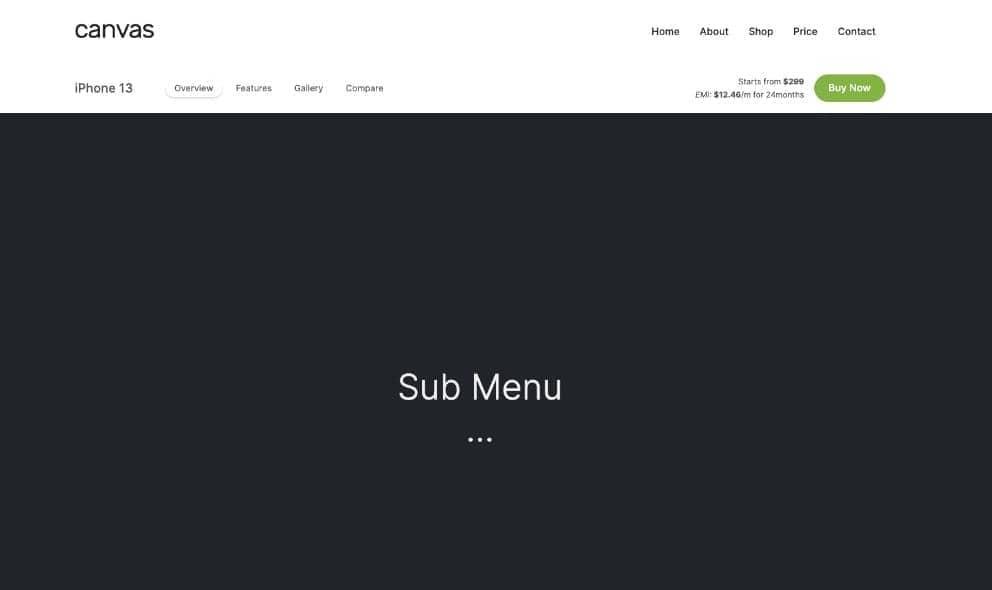 canvas
Home About Shop Price Contact
iPhone 13 Overview Features Gallery Compare
Starts from $299
EMI: $12.46/m for 24months
Buy Now
Sub Menu
...